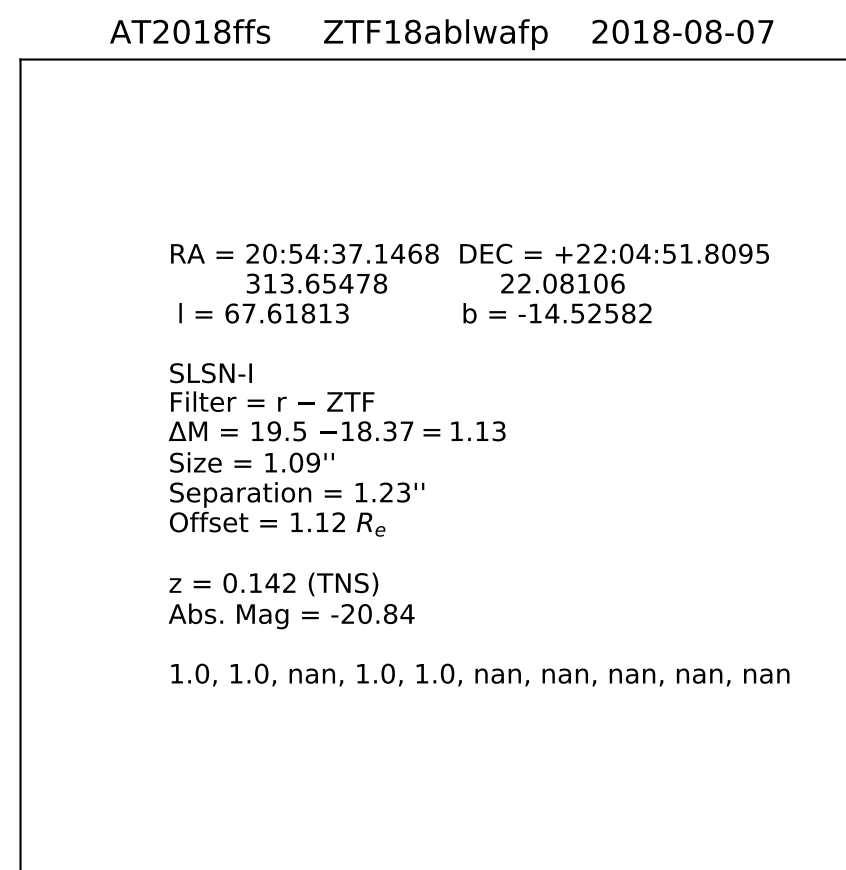 AT2018ffs ZTF18ablwafp 2018-08-07
RA = 20:54:37.1468 DEC = +22:04:51.8095
313.65478 22.08106
l = 67.61813 b = -14.52582
SLSN-I
Filter = r − ZTF
ΔM = 19.5 −18.37 = 1.13
Size = 1.09''
Separation = 1.23''
Offset = 1.12 Re
z = 0.142 (TNS)
Abs. Mag = -20.84
1.0, 1.0, nan, 1.0, 1.0, nan, nan, nan, nan, nan